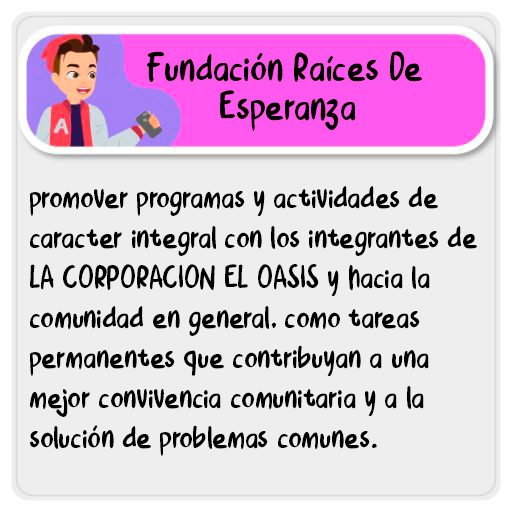 Fundación Raíces De
Esperanza
A
promover programas y actividades de
caracter integral con los integrantes de
LA CORPORACION EL OASIS y hacia la
comunidad en general, como tareas
permanentes que contribuyan a una
mejor convivencia comunitaria y a la
solución de problemas comunes.